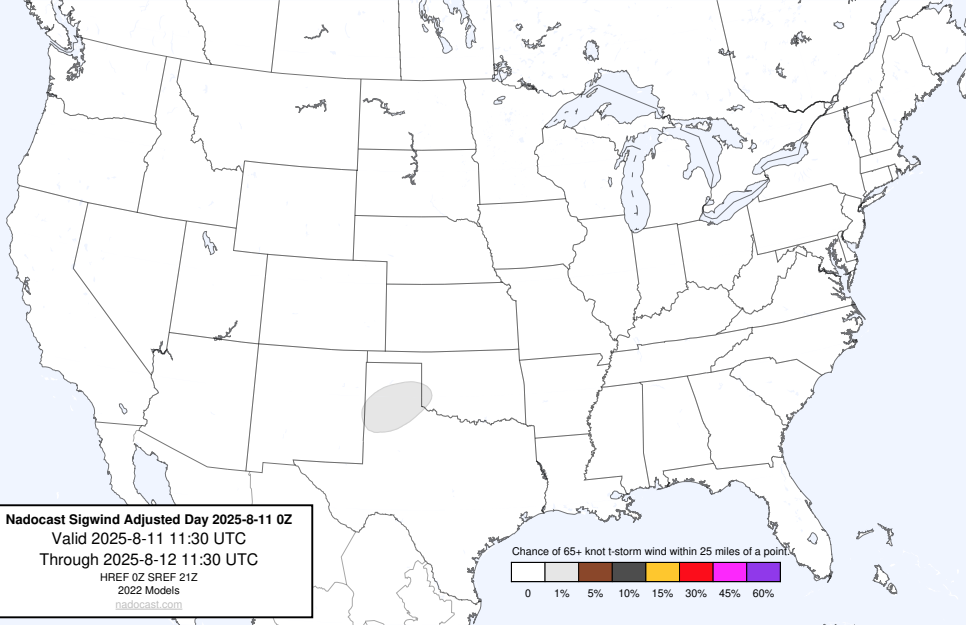 Nadocast Sigwind Adjusted Day 2025-8-11 0Z
Valid 2025-8-11 11:30 UTC
Through 2025-8-12 11:30 UTC
HREF 0Z SREF 21Z
2022 Models
nadocast.com
Chance of 65+ knot t-storm wind within 25 miles of a point.
0 1% 5% 10% 15% 30% 45% 60%